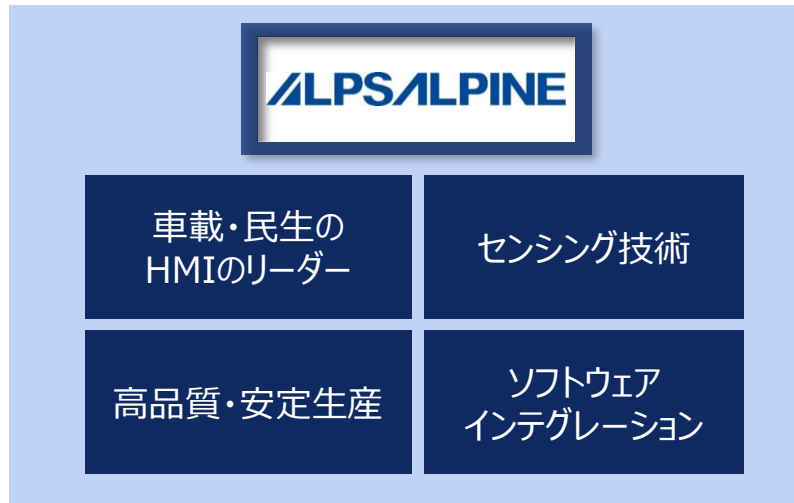 ALPSALPINE
車載・民生の
HMIのリーダー
センシング技術
高品質・安定生産
ソフトウェア
インテグレーション